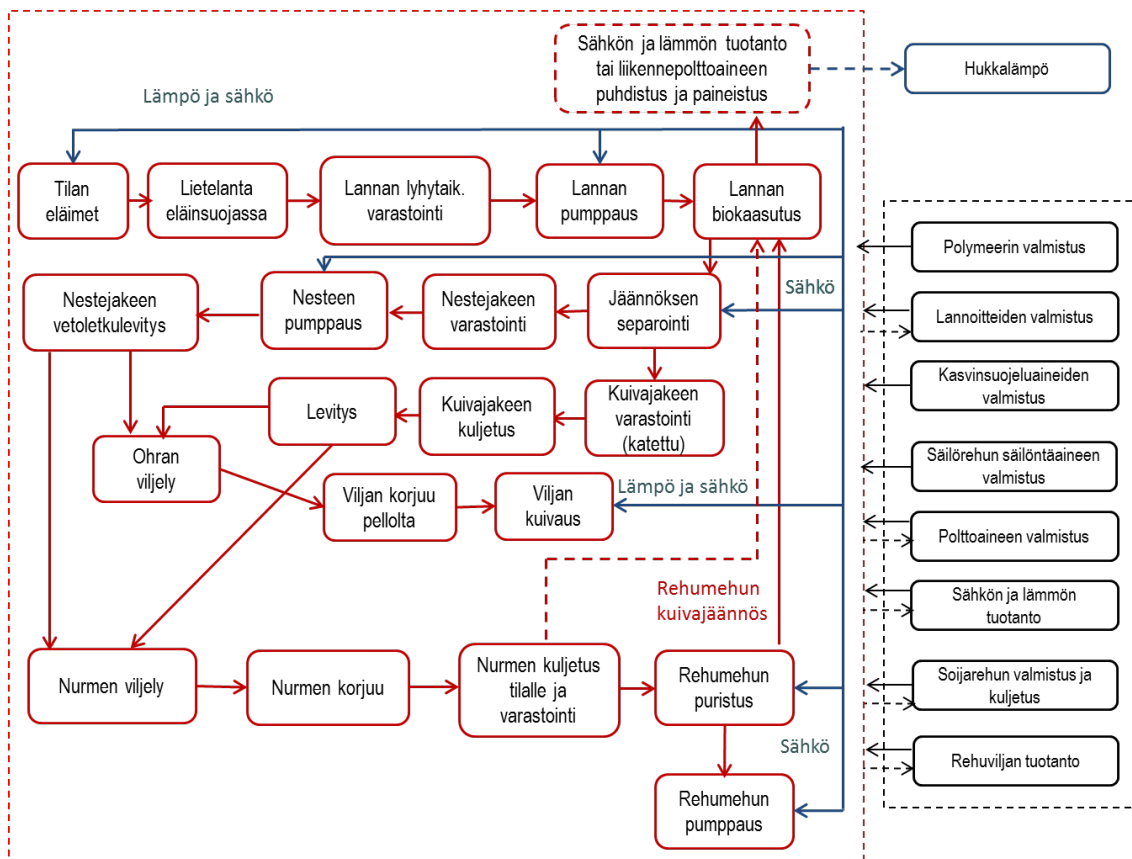 Sähkön ja lämmön tuotanto
tai liikennepolttoaineen
puhdistus ja paineistus
Hukkalämpö
Lämpö ja sähkö
Tilan
eläimet
Lietelanta
eläinsuojassa
Lannan lyhytaik.
varastointi
Lannan
pumppaus
Lannan
biokaasutus
Polymeerin valmistus
Nestejakeen
vetoletkulevitys
Nesteen
pumppaus
Nestejakeen
varastointi
Jäännöksen
separointi
Sähkö
Lannoitteiden valmistus
Kasvinsuojeluaineiden
valmistus
Levitys
Kuivajakeen
kuljetus
Kuivajakeen
varastointi
(katettu)
Ohran
viljely
Säilörehun säilöntäaineen
valmistus
Viljan korjuu
pellolta
Viljan
kuivaus
Lämpö ja sähkö
Polttoaineen valmistus
Rehumehun
kuivajäännös
Sähkön ja lämmön
tuotanto
Nurmen viljely
Nurmen korjuu
Nurmen kuljetus
tilalle ja
varastointi
Rehumehun
puristus
Soijarehun valmistus ja
kuljetus
Sähkö
Rehuviljan tuotanto
Rehumehun
pumppaus